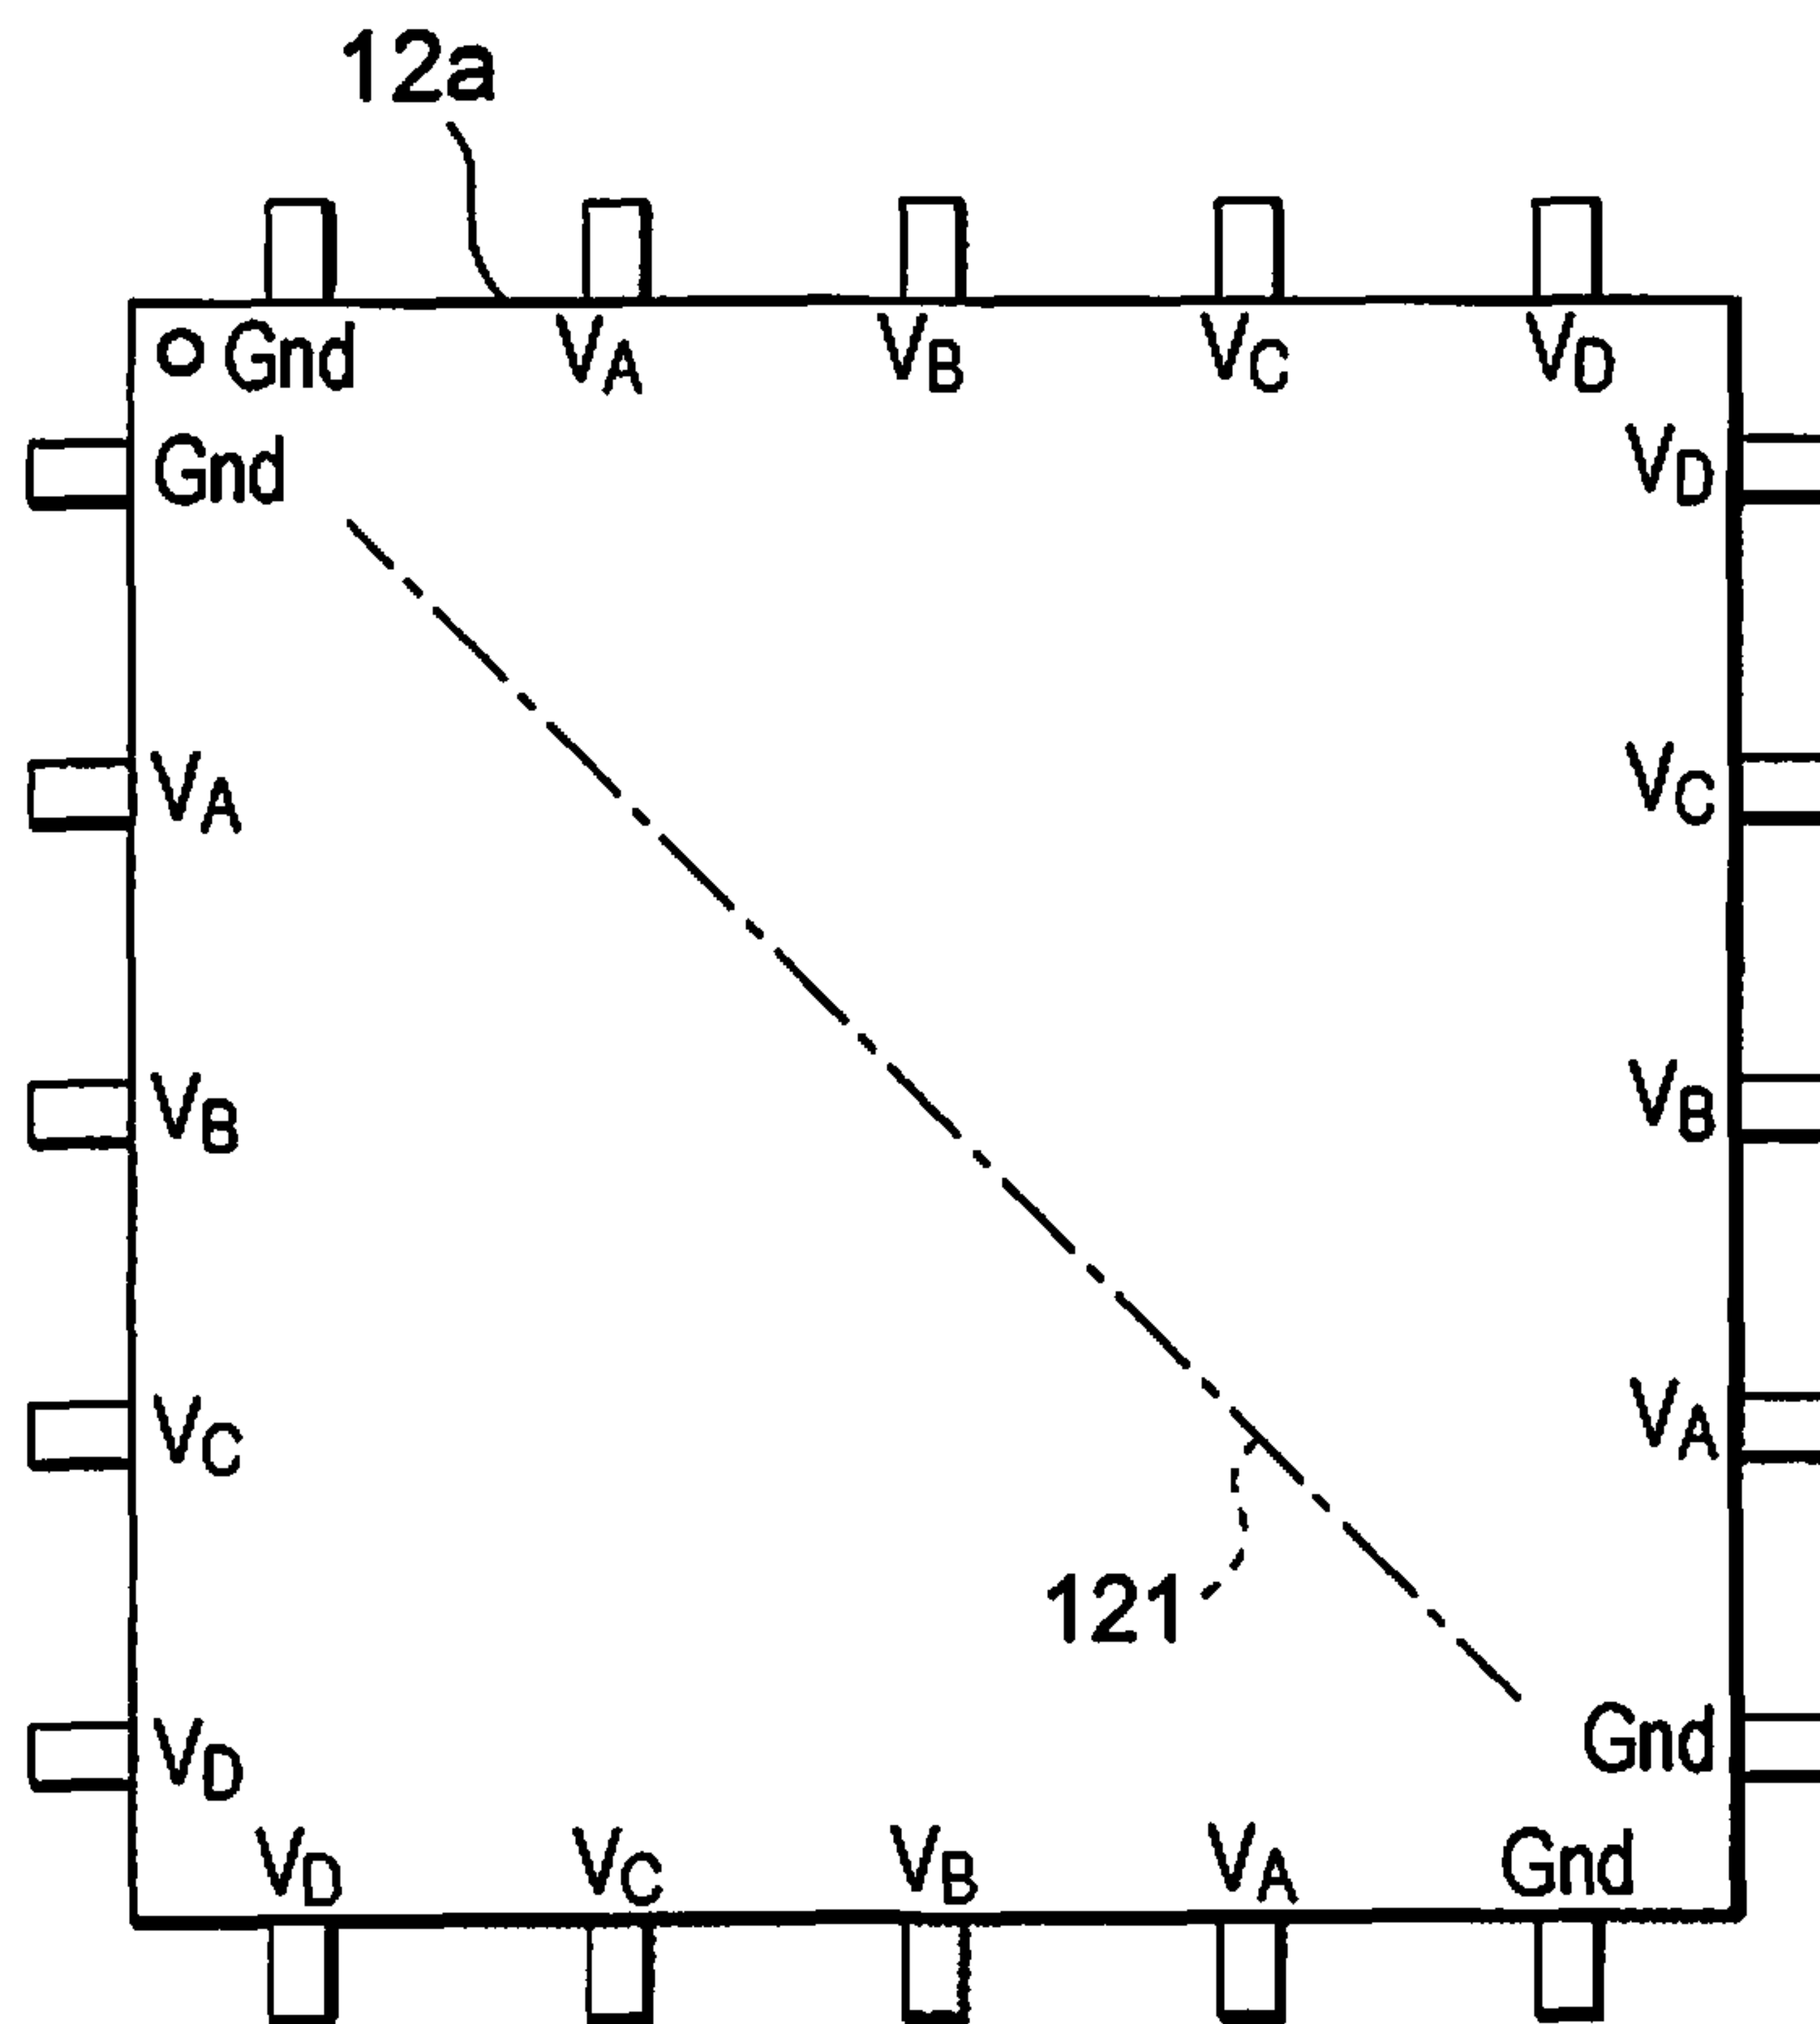 12a
Gnd VA VB VC VD
Gnd VD
VA VC
VB VB
VC VA
121
VD Gnd
VD VC VB VA Gnd